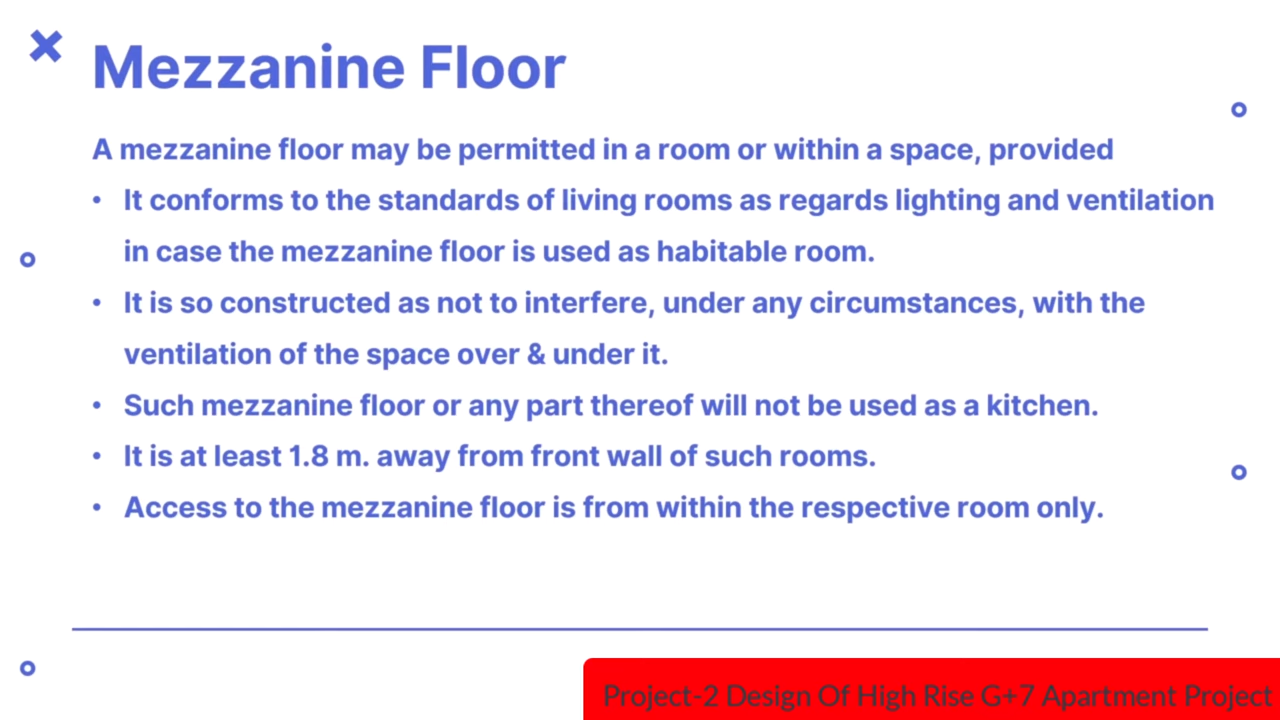 Mezzanine Floor
A mezzanine floor may be permitted in a room or within a space, provided
• It conforms to the standards of living rooms as regards lighting and ventilation
in case the mezzanine floor is used as habitable room.
• It is so constructed as not to interfere, under any circumstances, with the
ventilation of the space over & under it.
• Such mezzanine floor or any part thereof will not be used as a kitchen.
• It is at least 1.8 m. away from front wall of such rooms.
• Access to the mezzanine floor is from within the respective room only.
Project-2 Design Of High Rise G+7 Apartment Project